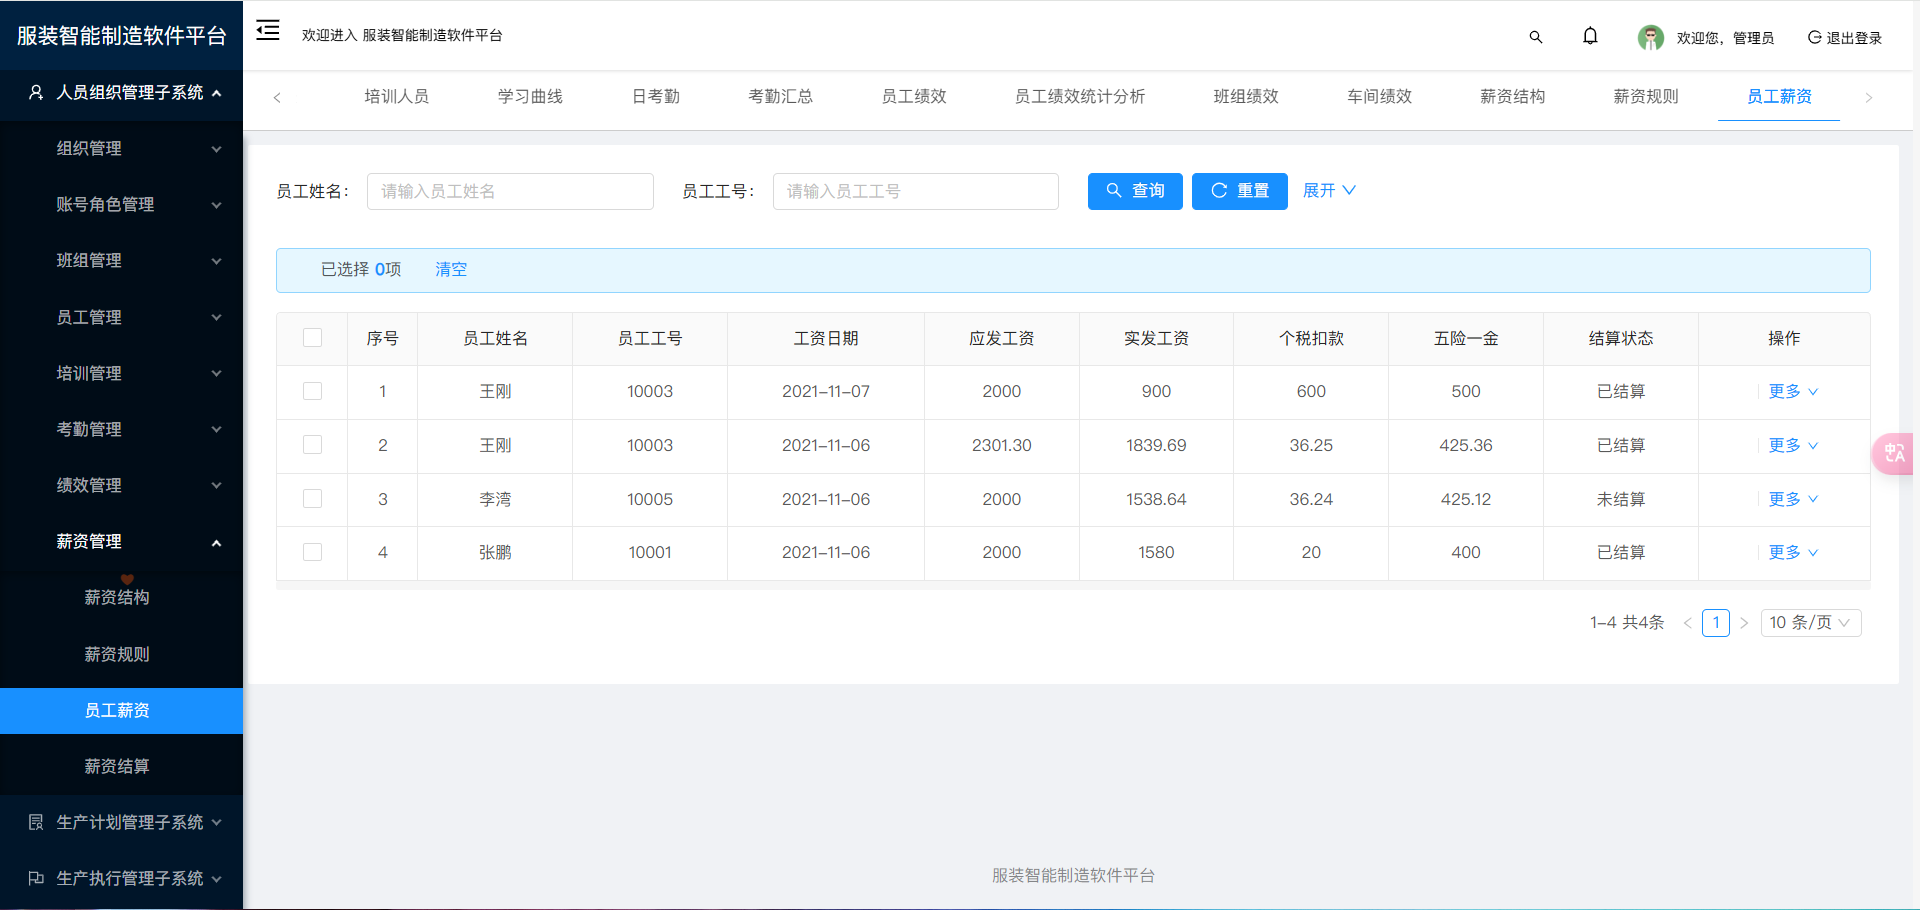 服装智能制造软件平台
欢迎进入 服装智能制造软件平台
欢迎您，管理员
退出登录
人员组织管理子系统
组织管理
账号角色管理
班组管理
员工管理
培训管理
考勤管理
绩效管理
薪资管理
薪资结构
薪资规则
员工薪资
薪资结算
生产计划管理子系统
生产执行管理子系统
培训人员 学习曲线 日考勤 考勤汇总 员工绩效 员工绩效统计分析 班组绩效 车间绩效 薪资结构 薪资规则 员工薪资
员工姓名： 请输入员工姓名 员工工号： 请输入员工工号 查询 重置 展开
已选择 0项 清空
序号 员工姓名 员工工号 工资日期 应发工资 实发工资 个税扣款 五险一金 结算状态 操作
1 王刚 10003 2021-11-07 2000 900 600 500 已结算 更多
2 王刚 10003 2021-11-06 2301.30 1839.69 36.25 425.36 已结算 更多
3 李湾 10005 2021-11-06 2000 1538.64 36.24 425.12 未结算 更多
4 张鹏 10001 2021-11-06 2000 1580 20 400 已结算 更多
1-4 共4条 < 1 > 10 条/页
中A
服装智能制造软件平台